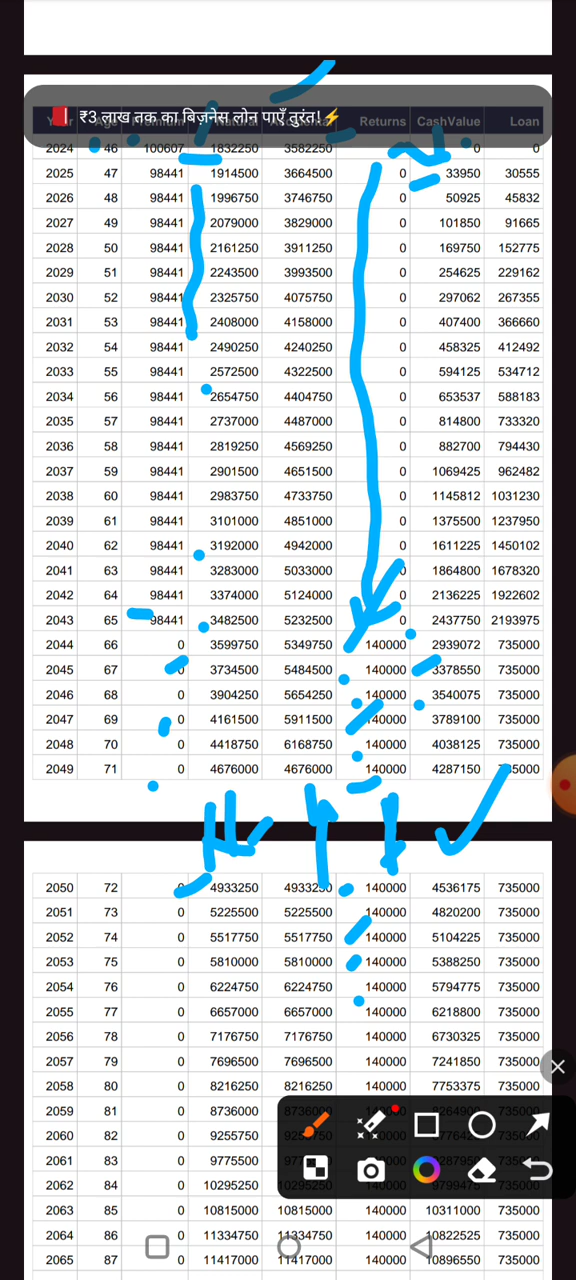 ₹3 लाख तक का बिज़नेस लोन पाएँ तुरंत!⚡
Returns CashValue Loan
2024 46 100607 1832250 3582250 0 0
2025 47 98441 1914500 3664500 0 33950 30555
2026 48 98441 1996750 3746750 0 50925 45832
2027 49 98441 2079000 3829000 0 101850 91665
2028 50 98441 2161250 3911250 0 169750 152775
2029 51 98441 2243500 3993500 0 254625 229162
2030 52 98441 2325750 4075750 0 297062 267355
2031 53 98441 2408000 4158000 0 407400 366660
2032 54 98441 2490250 4240250 0 458325 412492
2033 55 98441 2572500 4322500 0 594125 534712
2034 56 98441 2654750 4404750 0 653537 588183
2035 57 98441 2737000 4487000 0 814800 733320
2036 58 98441 2819250 4569250 0 882700 794430
2037 59 98441 2901500 4651500 0 1069425 962482
2038 60 98441 2983750 4733750 0 1145812 1031230
2039 61 98441 3101000 4851000 0 1375500 1237950
2040 62 98441 3192000 4942000 0 1611225 1450102
2041 63 98441 3283000 5033000 0 1864800 1678320
2042 64 98441 3374000 5124000 0 2136225 1922602
2043 65 98441 3482500 5232500 0 2437750 2193975
2044 66 0 3599750 5349750 140000 2939072 735000
2045 67 0 3734500 5484500 140000 3378550 735000
2046 68 0 3904250 5654250 140000 3540075 735000
2047 69 0 4161500 5911500 140000 3789100 735000
2048 70 0 4418750 6168750 140000 4038125 735000
2049 71 0 4676000 4676000 140000 4287150
2050 72 0 4933250 4933250 140000 4536175 735000
2051 73 0 5225500 5225500 140000 4820200 735000
2052 74 0 5517750 5517750 140000 5104225 735000
2053 75 0 5810000 5810000 140000 5388250 735000
2054 76 0 6224750 6224750 140000 5794775 735000
2055 77 0 6657000 6657000 140000 6218800 735000
2056 78 0 7176750 7176750 140000 6730325 735000
2057 79 0 7696500 7696500 140000 7241850 735000
2058 80 0 8216250 8216250 140000 7753375 735000
2059 81 0 8736000 8736000 735000
2060 82 0 9255750 735000
2061 83 0 9775500 735000
2062 84 0 10295250 10295250 140000 9799475 735000
2063 85 0 10815000 10815000 140000 10311000 735000
2064 86 0 11334750 11334750 140000 10822525 735000
2065 87 0 11417000 11417000 140000 10896550 735000